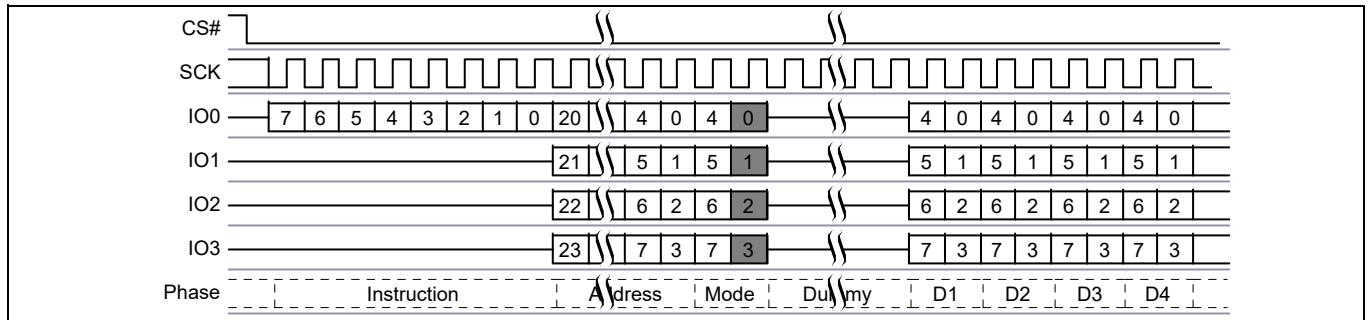 CS#
SCK
IO0 7 6 5 4 3 2 1 0 20 4 0 4 0 4 0 4 0 4 0 4 0
IO1 21 5 1 5 1 5 1 5 1 5 1 5 1
IO2 22 6 2 6 2 6 2 6 2 6 2 6 2
IO3 23 7 3 7 3 7 3 7 3 7 3 7 3
Phase Instruction Address Mode Dummy D1 D2 D3 D4